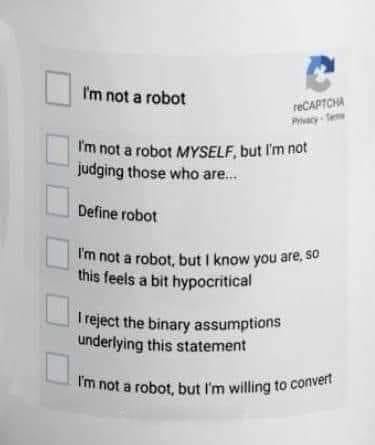 I'm not a robot
reCAPTCHA
Privacy - Terms
I'm not a robot MYSELF, but I'm not
judging those who are...
Define robot
I'm not a robot, but I know you are, so
this feels a bit hypocritical
I reject the binary assumptions
underlying this statement
I'm not a robot, but I'm willing to convert